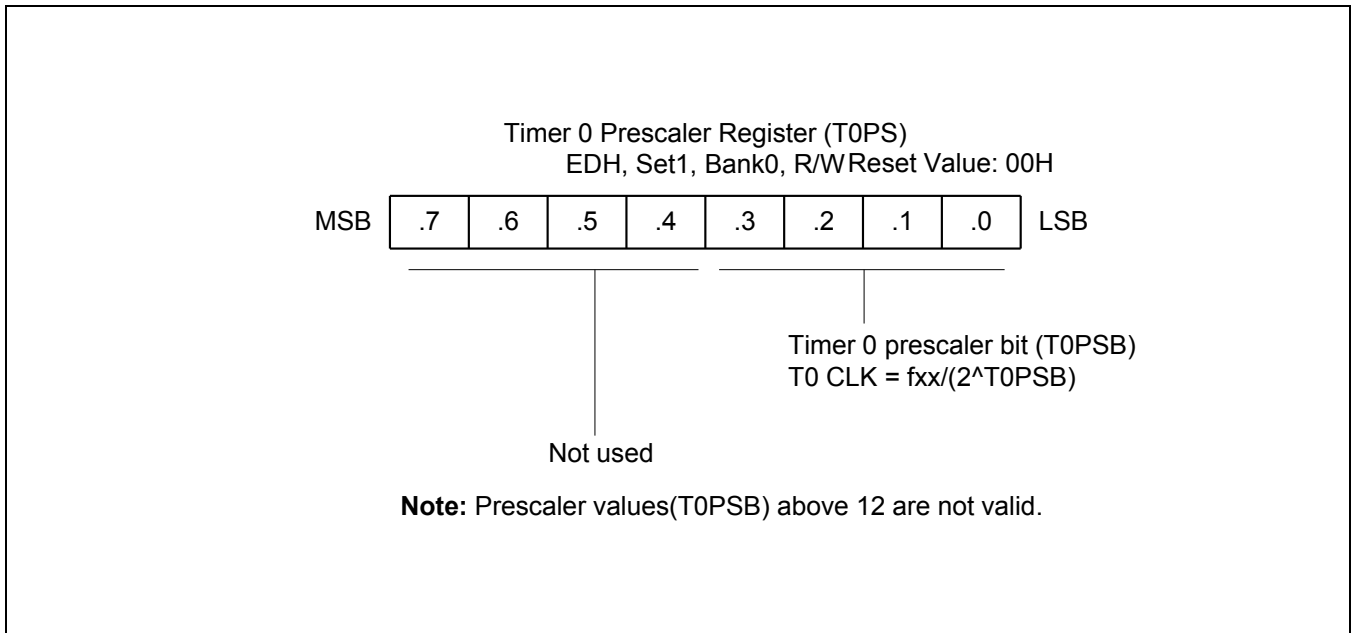 Timer 0 Prescaler Register (T0PS)
EDH, Set1, Bank0, R/WReset Value: 00H
MSB .7 .6 .5 .4 .3 .2 .1 .0 LSB
Timer 0 prescaler bit (T0PSB)
T0 CLK = fxx/(2^T0PSB)
Not used
Note: Prescaler values(T0PSB) above 12 are not valid.